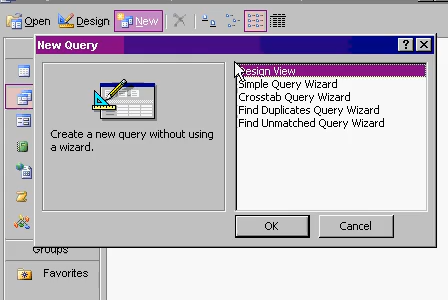 Open Design New
New Query
Design View
Simple Query Wizard
Crosstab Query Wizard
Find Duplicates Query Wizard
Find Unmatched Query Wizard
Create a new query without using
a wizard.
OK Cancel
Groups
Favorites